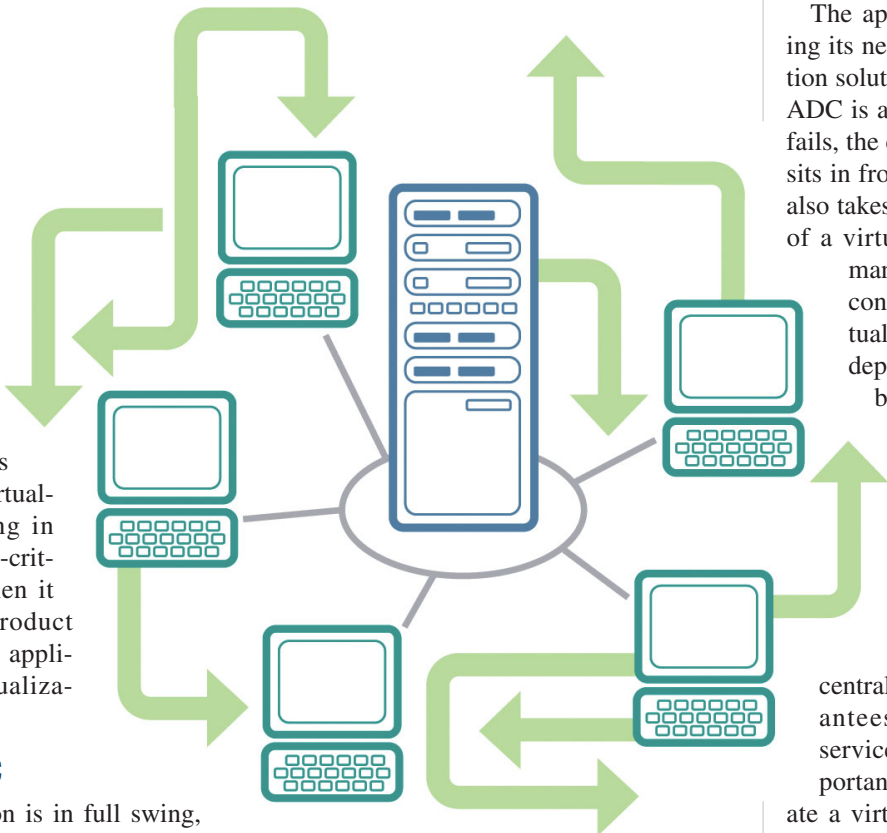 The ap
ing its ne
tion solut
ADC is a
fails, the
sits in fro
also takes
of a virtu
man
con
tual
dep
b
s
rtual-
ng in
-crit-
en it
roduct
appli-
ualiza-
on is in full swing,
central
antees
service
portan
ate a virt